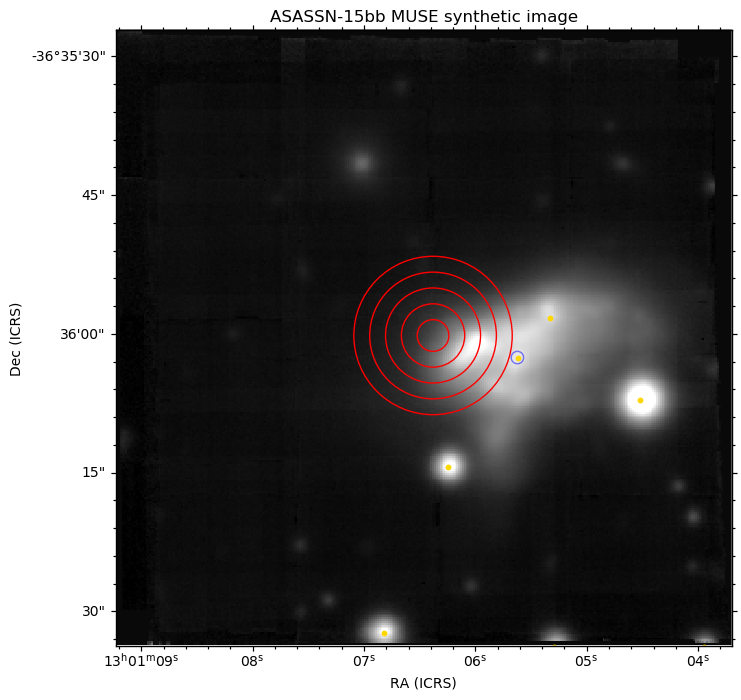 ASASSN-15bb MUSE synthetic image
-36°35'30"
45"
36'00"
15"
30"
Dec (ICRS)
13ʰ01ᵐ09ˢ 08ˢ 07ˢ 06ˢ 05ˢ 04ˢ
RA (ICRS)